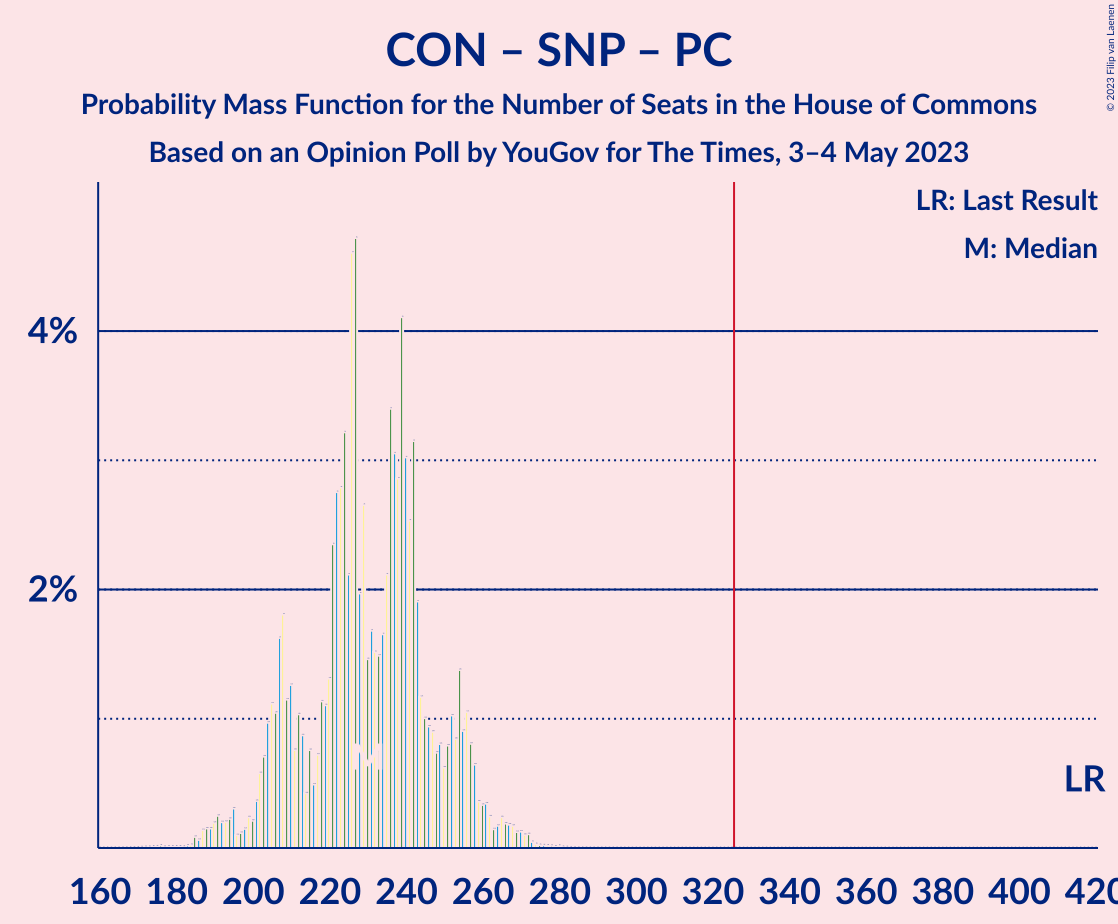 CON – SNP – PC
Probability Mass Function for the Number of Seats in the House of Commons
Based on an Opinion Poll by YouGov for The Times, 3–4 May 2023
© 2023 Filip van Laenen
LR: Last Result
M: Median
4%
2%
LR
M
160 180 200 220 240 260 280 300 320 340 360 380 400 420